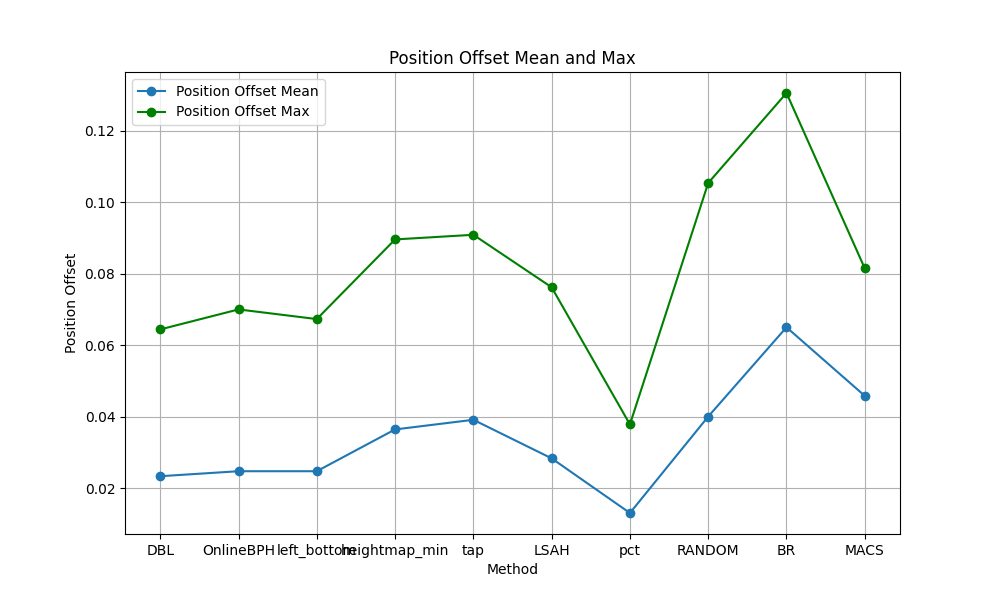 Position Offset Mean and Max
Position Offset Mean
Position Offset Max
Position Offset
0.12
0.10
0.08
0.06
0.04
0.02
DBL OnlineBPH left_bottom heightmap_min tap LSAH pct RANDOM BR MACS
Method